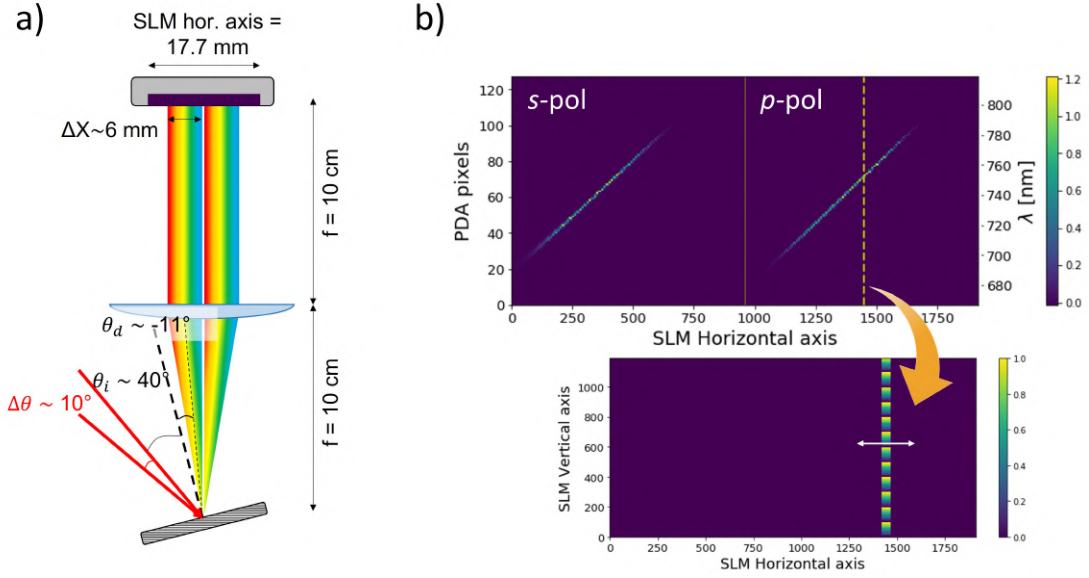 a)
SLM hor. axis =
17.7 mm
ΔX~6 mm
f = 10 cm
θd ~ -11°
θi ~ 40°
Δθ ~ 10°
f = 10 cm
b)
s-pol
p-pol
PDA pixels
120
100
80
60
40
20
0
0
250
500
750
1000
1250
1500
1750
SLM Horizontal axis
800
780
760
740
720
700
680
λ [nm]
1.2
1.0
0.8
0.6
0.4
0.2
0.0
SLM Vertical axis
1000
800
600
400
200
0
0
250
500
750
1000
1250
1500
1750
SLM Horizontal axis
1.0
0.8
0.6
0.4
0.2
0.0